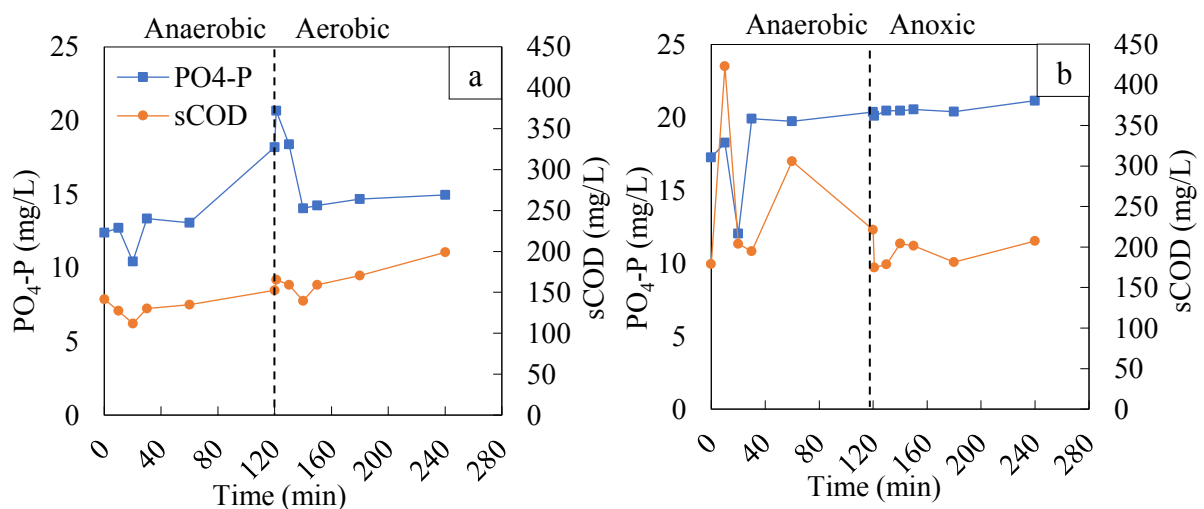 Anaerobic Aerobic
25
20
15
10
5
0
PO4-P (mg/L)
PO4-P
sCOD
a
450
400
350
300
250
200
150
100
50
0
sCOD (mg/L)
0 40 80 120 160 200 240 280
Time (min)
Anaerobic Anoxic
25
20
15
10
5
0
PO4-P (mg/L)
b
450
400
350
300
250
200
150
100
50
0
sCOD (mg/L)
0 40 80 120 160 200 240 280
Time (min)